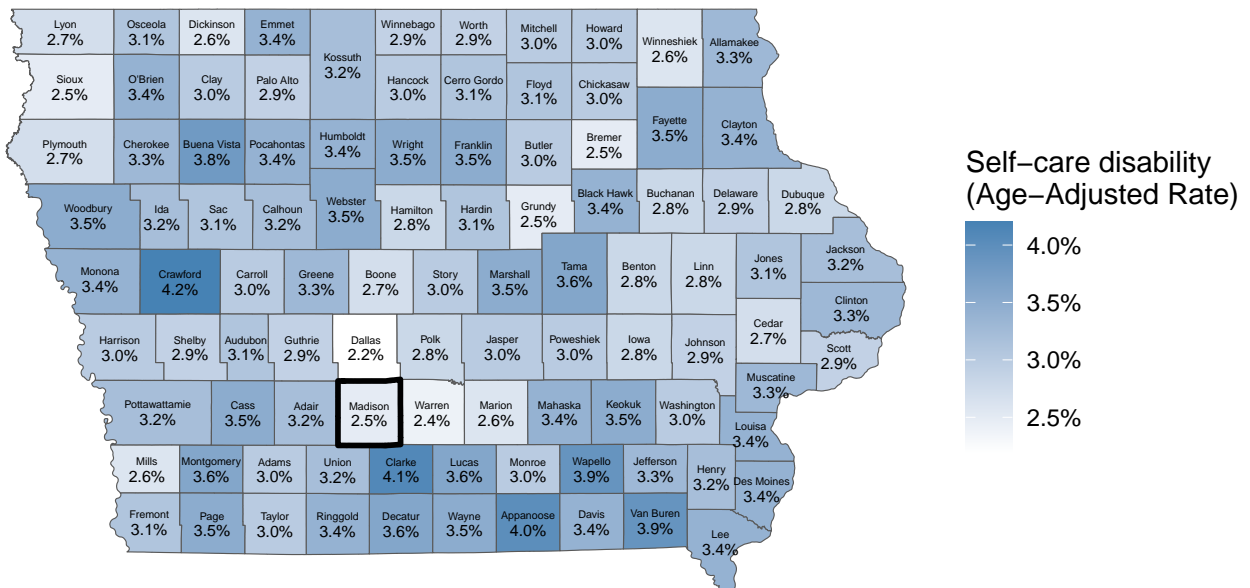 Lyon
2.7%
Osceola
3.1%
Dickinson
2.6%
Emmet
3.4%
Kossuth
3.2%
Winnebago
2.9%
Worth
2.9%
Mitchell
3.0%
Howard
3.0%
Winneshiek
2.6%
Allamakee
3.3%
Sioux
2.5%
O'Brien
3.4%
Clay
3.0%
Palo Alto
2.9%
Hancock
3.0%
Cerro Gordo
3.1%
Floyd
3.1%
Chickasaw
3.0%
Fayette
3.5%
Clayton
3.4%
Plymouth
2.7%
Cherokee
3.3%
Buena Vista
3.8%
Pocahontas
3.4%
Humboldt
3.4%
Wright
3.5%
Franklin
3.5%
Butler
3.0%
Bremer
2.5%
Woodbury
3.5%
Ida
3.2%
Sac
3.1%
Calhoun
3.2%
Webster
3.5%
Hamilton
2.8%
Hardin
3.1%
Grundy
2.5%
Black Hawk
3.4%
Buchanan
2.8%
Delaware
2.9%
Dubuque
2.8%
Monona
3.4%
Crawford
4.2%
Carroll
3.0%
Greene
3.3%
Boone
2.7%
Story
3.0%
Marshall
3.5%
Tama
3.6%
Benton
2.8%
Linn
2.8%
Jones
3.1%
Jackson
3.2%
Clinton
3.3%
Harrison
3.0%
Shelby
2.9%
Audubon
3.1%
Guthrie
2.9%
Dallas
2.2%
Polk
2.8%
Jasper
3.0%
Poweshiek
3.0%
Iowa
2.8%
Johnson
2.9%
Cedar
2.7%
Scott
2.9%
Muscatine
3.3%
Pottawattamie
3.2%
Cass
3.5%
Adair
3.2%
Madison
2.5%
Warren
2.4%
Marion
2.6%
Mahaska
3.4%
Keokuk
3.5%
Washington
3.0%
Louisa
3.4%
Mills
2.6%
Montgomery
3.6%
Adams
3.0%
Union
3.2%
Clarke
4.1%
Lucas
3.6%
Monroe
3.0%
Wapello
3.9%
Jefferson
3.3%
Henry
3.2%
Des Moines
3.4%
Fremont
3.1%
Page
3.5%
Taylor
3.0%
Ringgold
3.4%
Decatur
3.6%
Wayne
3.5%
Appanoose
4.0%
Davis
3.4%
Van Buren
3.9%
Lee
3.4%
Self−care disability
(Age−Adjusted Rate)
4.0%
3.5%
3.0%
2.5%